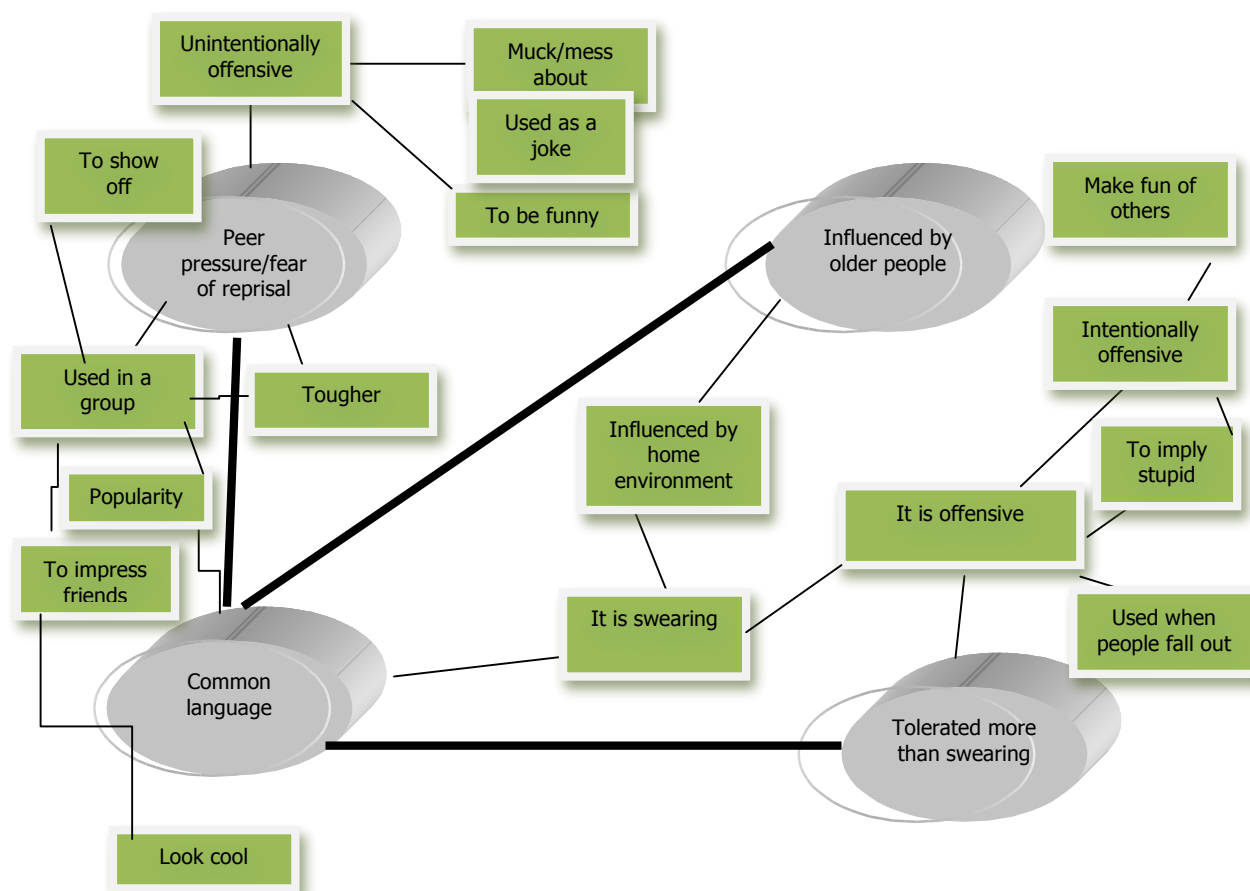 Unintentionally
offensive
Muck/mess
about
Used as a
joke
To be funny
To show
off
Peer
pressure/fear
of reprisal
Influenced by
older people
Make fun of
others
Intentionally
offensive
Used in a
group
Tougher
Influenced by
home
environment
To imply
stupid
Popularity
It is offensive
To impress
friends
It is swearing
Used when
people fall out
Common
language
Tolerated more
than swearing
Look cool